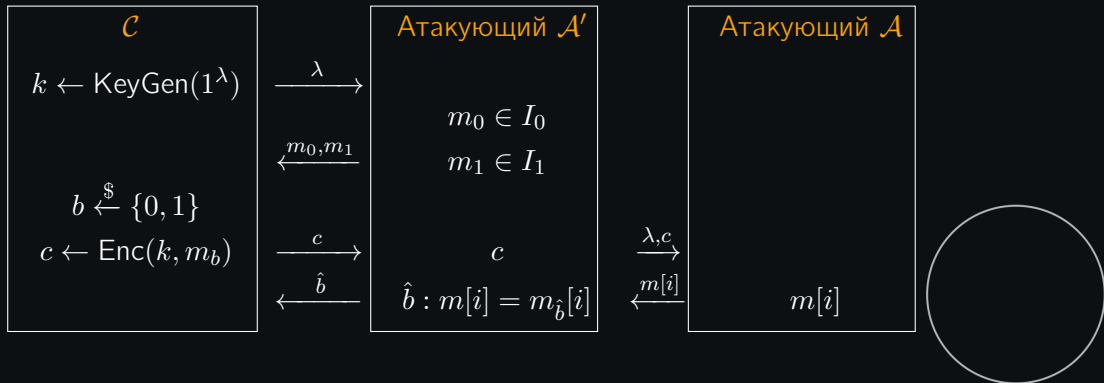 𝒞 Атакующий 𝒜′ Атакующий 𝒜
k ← KeyGen(1^λ) λ
m_0 ∈ I_0
m_0,m_1 m_1 ∈ I_1
b ←$ {0, 1}
c ← Enc(k, m_b) c c λ,c
b̂ b̂ : m[i] = m_b̂[i] m[i] m[i]